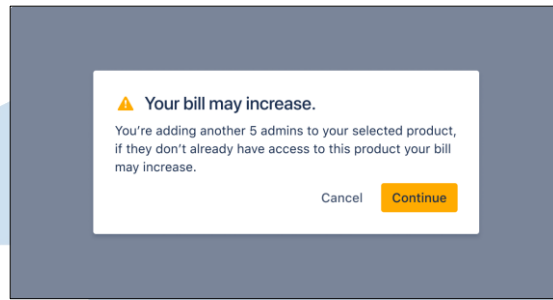 Your bill may increase.
You're adding another 5 admins to your selected product,
if they don't already have access to this product your bill
may increase.
Cancel
Continue